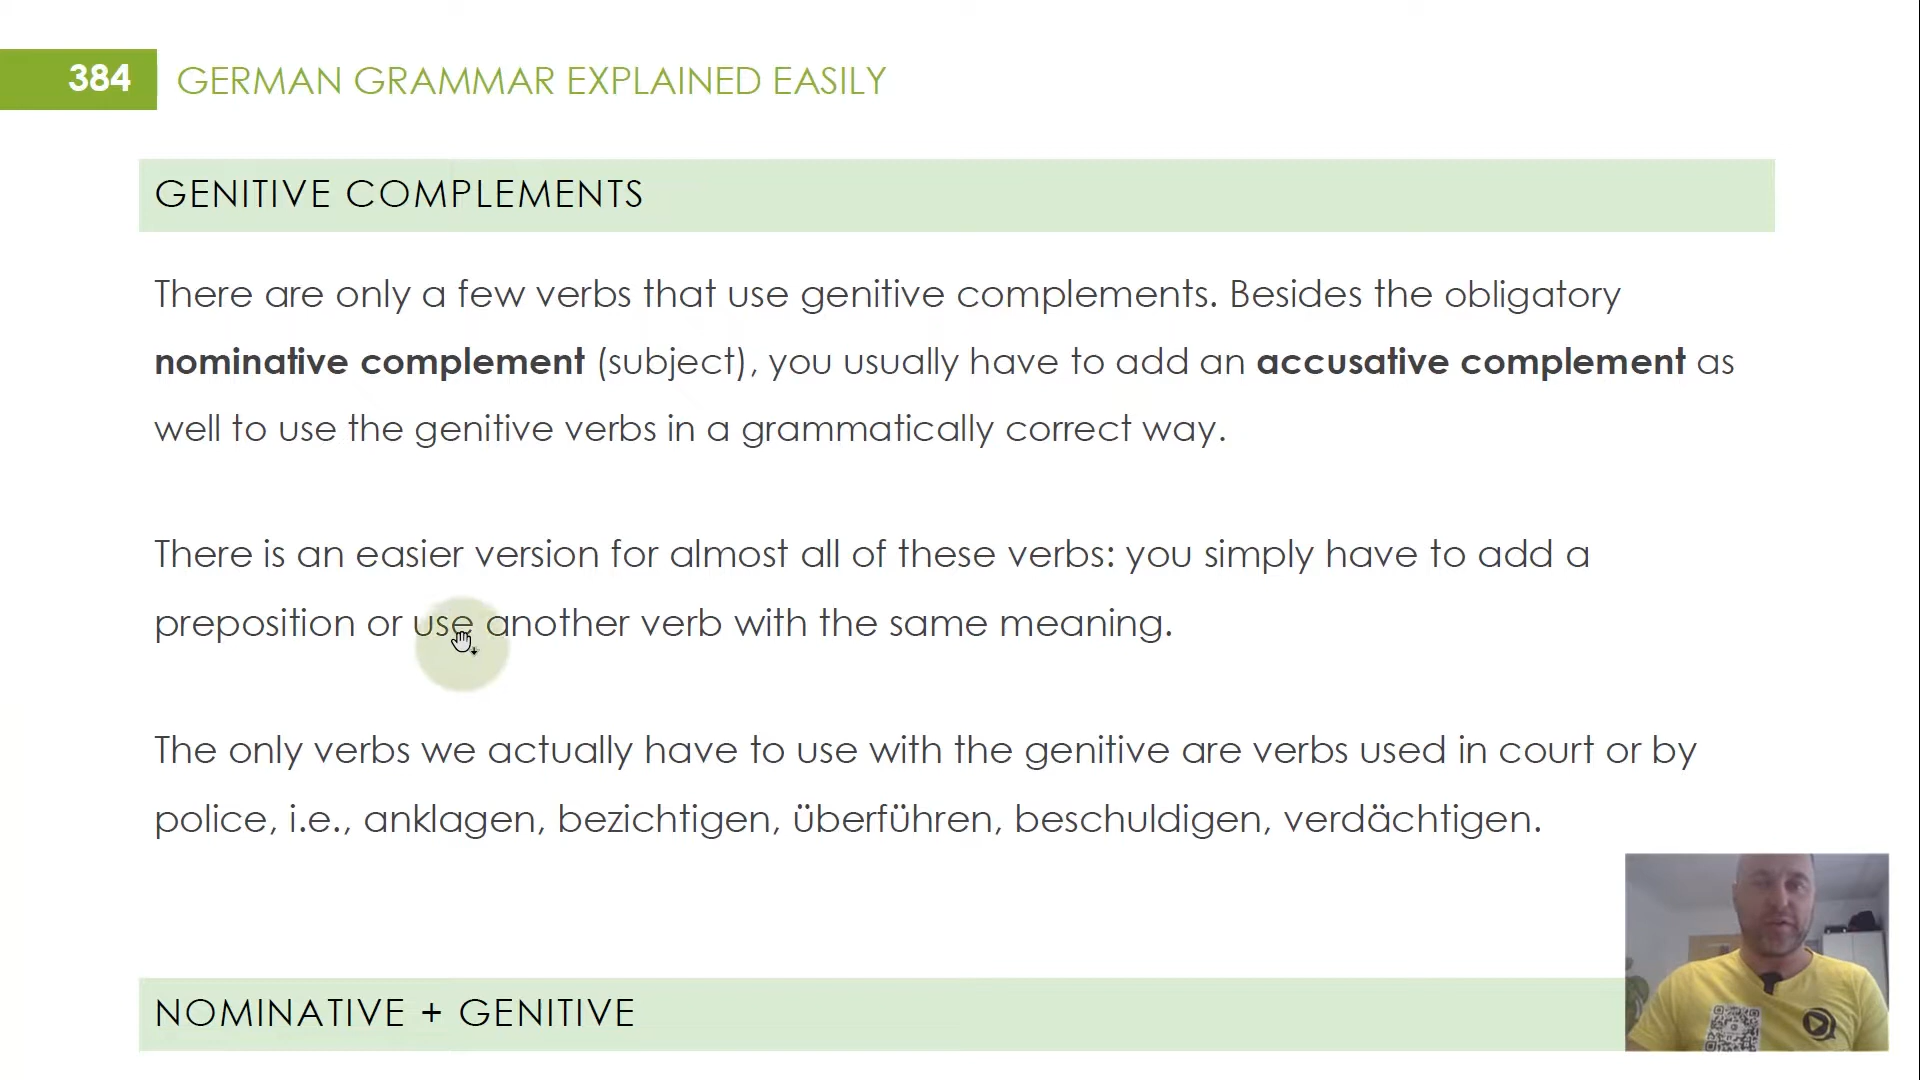 384 GERMAN GRAMMAR EXPLAINED EASILY
GENITIVE COMPLEMENTS
There are only a few verbs that use genitive complements. Besides the obligatory
nominative complement (subject), you usually have to add an accusative complement as
well to use the genitive verbs in a grammatically correct way.
There is an easier version for almost all of these verbs: you simply have to add a
preposition or use another verb with the same meaning.
The only verbs we actually have to use with the genitive are verbs used in court or by
police, i.e., anklagen, bezichtigen, überführen, beschuldigen, verdächtigen.
NOMINATIVE + GENITIVE